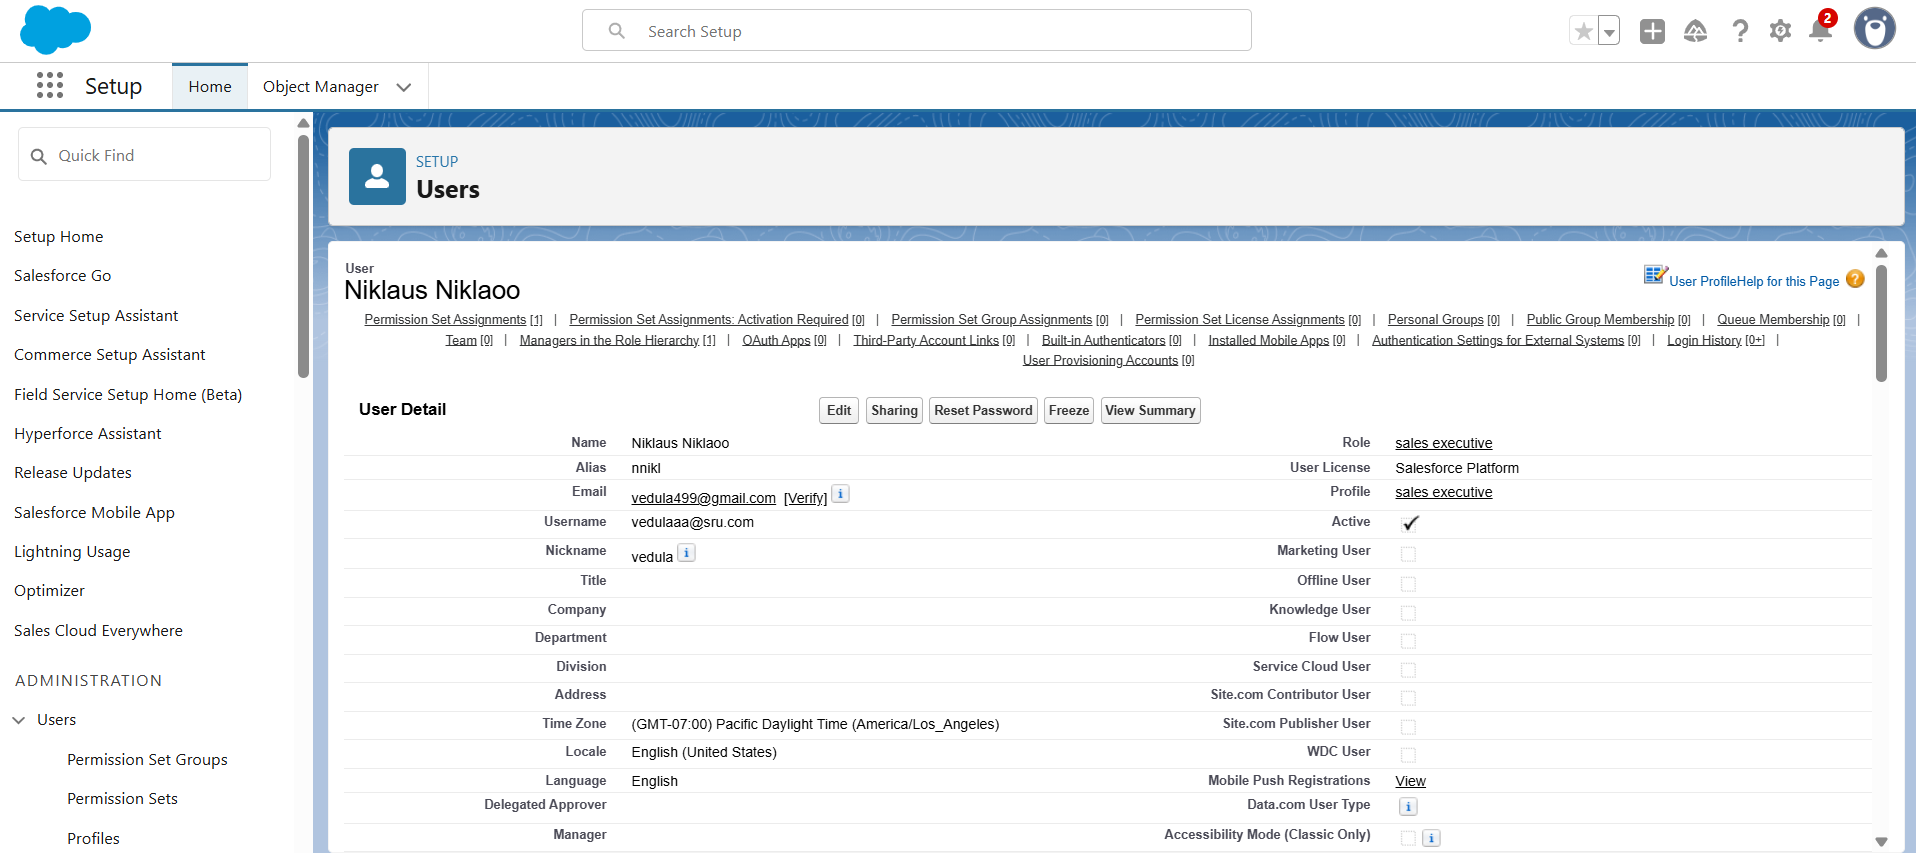 Search Setup
2
Setup
Home
Object Manager
Quick Find
Setup Home
Salesforce Go
Service Setup Assistant
Commerce Setup Assistant
Field Service Setup Home (Beta)
Hyperforce Assistant
Release Updates
Salesforce Mobile App
Lightning Usage
Optimizer
Sales Cloud Everywhere
ADMINISTRATION
Users
Permission Set Groups
Permission Sets
Profiles
SETUP
Users
User
Niklaus Niklaoo
User ProfileHelp for this Page ?
Permission Set Assignments [1] | Permission Set Assignments: Activation Required [0] | Permission Set Group Assignments [0] | Permission Set License Assignments [0] | Personal Groups [0] | Public Group Membership [0] | Queue Membership [0] |
Team [0] | Managers in the Role Hierarchy [1] | OAuth Apps [0] | Third-Party Account Links [0] | Built-in Authenticators [0] | Installed Mobile Apps [0] | Authentication Settings for External Systems [0] | Login History [0+] |
User Provisioning Accounts [0]
User Detail
Edit Sharing Reset Password Freeze View Summary
Name Niklaus Niklaoo Role sales executive
Alias nnikl User License Salesforce Platform
Email vedula499@gmail.com [Verify] i Profile sales executive
Username vedulaaa@sru.com Active
Nickname vedula i Marketing User
Title Offline User
Company Knowledge User
Department Flow User
Division Service Cloud User
Address Site.com Contributor User
Time Zone (GMT-07:00) Pacific Daylight Time (America/Los_Angeles) Site.com Publisher User
Locale English (United States) WDC User
Language English Mobile Push Registrations View
Delegated Approver Data.com User Type i
Manager Accessibility Mode (Classic Only) i